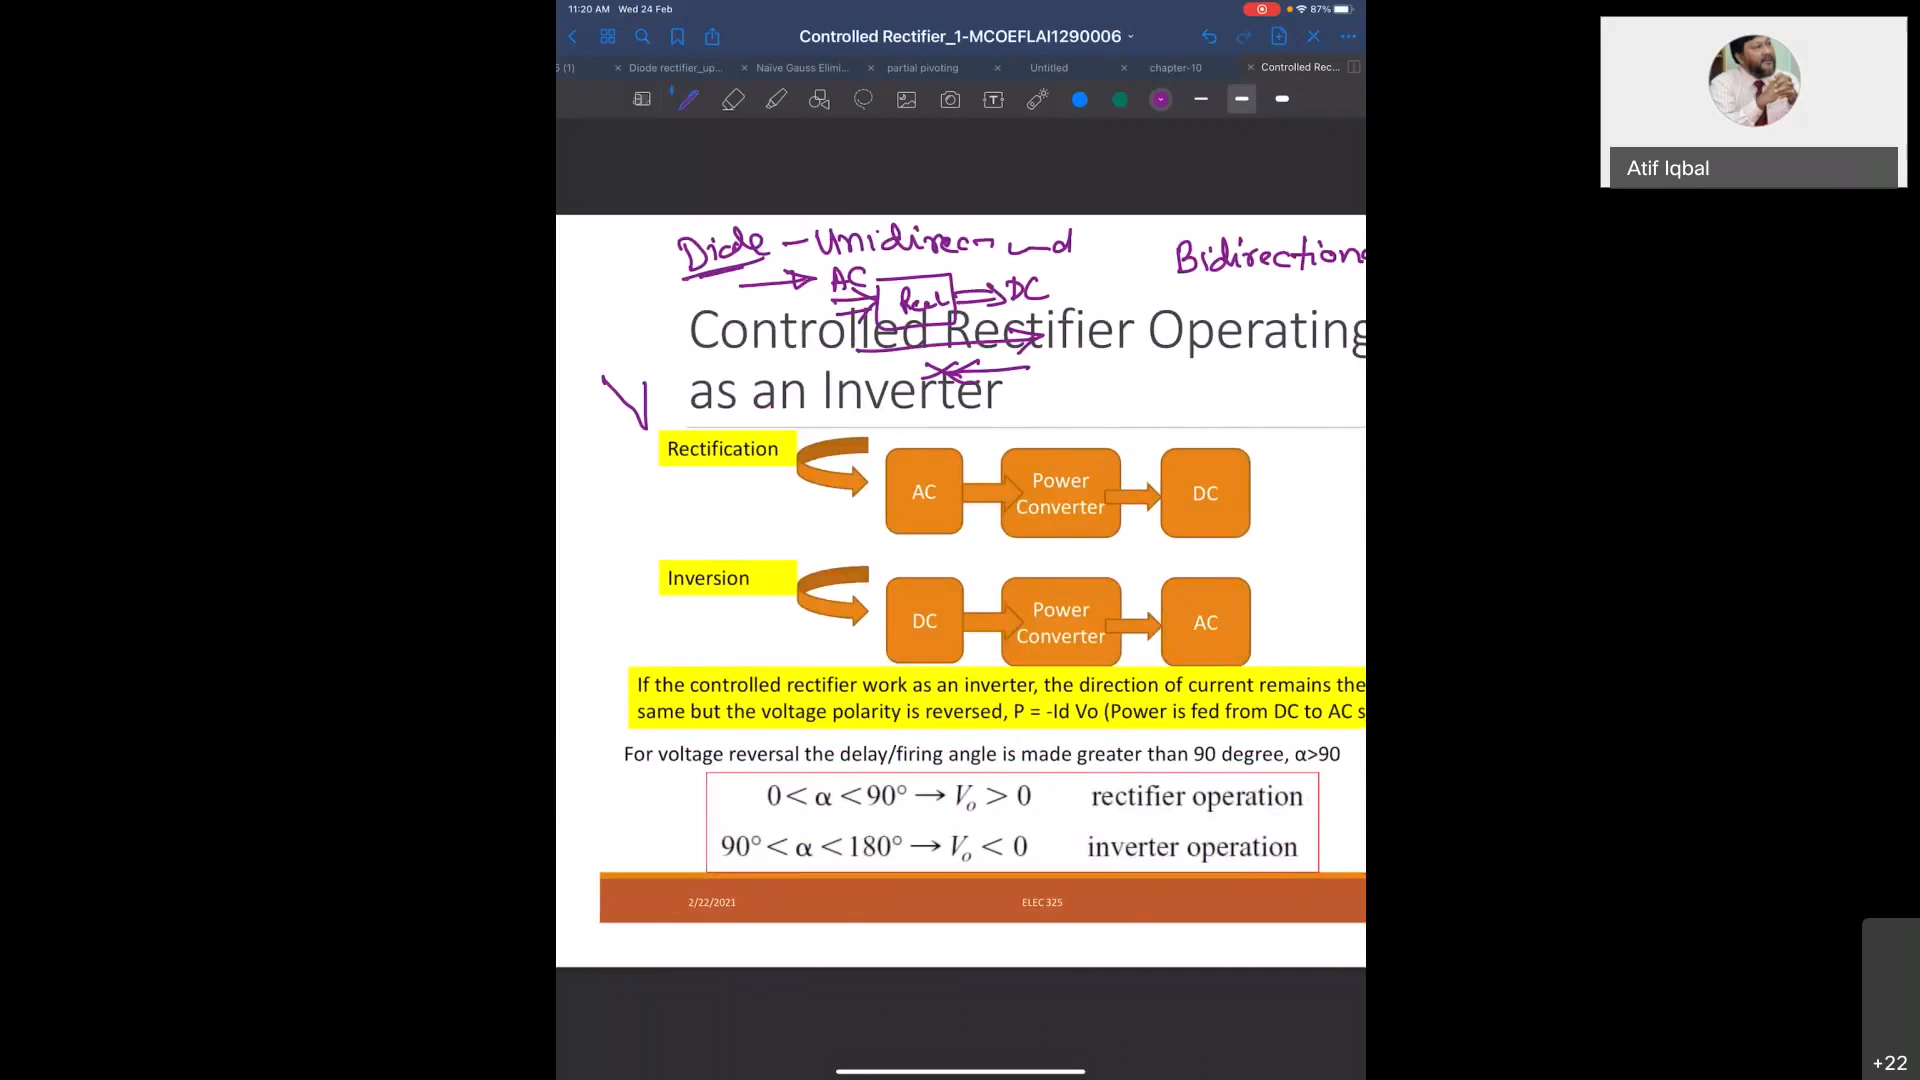 11:20 AM Wed 24 Feb
87%
Controlled Rectifier_1-MCOEFLAI1290006
(1)
Diode rectifier_up...
Naïve Gauss Elimi...
partial pivoting
Untitled
chapter-10
Controlled Rec...
Atif Iqbal
Diode - Unidirec
Bidirectiona
AC
Rect
DC
Controlled Rectifier Operating
as an Inverter
Rectification
AC
Power
Converter
DC
Inversion
DC
Power
Converter
AC
If the controlled rectifier work as an inverter, the direction of current remains the
same but the voltage polarity is reversed, P = -Id Vo (Power is fed from DC to AC s
For voltage reversal the delay/firing angle is made greater than 90 degree, α>90
0 < α < 90° → Vo > 0 rectifier operation
90° < α < 180° → Vo < 0 inverter operation
2/22/2021
ELEC 325
+22